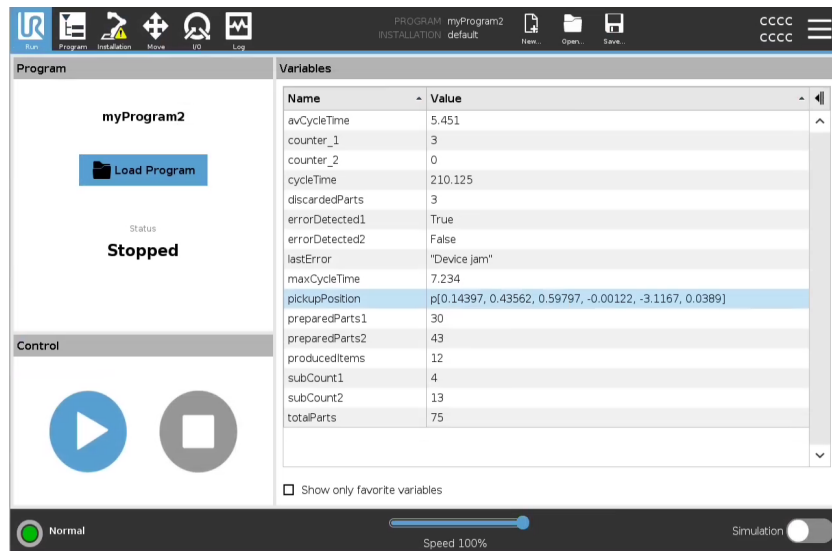 UR
PROGRAM myProgram2
INSTALLATION default
Run Program Installation Move I/O Log New... Open... Save...
CCCC
CCCC
Program
myProgram2
Load Program
Status
Stopped
Control
Variables
Name Value
avCycleTime 5.451
counter_1 3
counter_2 0
cycleTime 210.125
discardedParts 3
errorDetected1 True
errorDetected2 False
lastError "Device jam"
maxCycleTime 7.234
pickupPosition p[0.14397, 0.43562, 0.59797, -0.00122, -3.1167, 0.0389]
preparedParts1 30
preparedParts2 43
producedItems 12
subCount1 4
subCount2 13
totalParts 75
Show only favorite variables
Normal
Speed 100%
Simulation